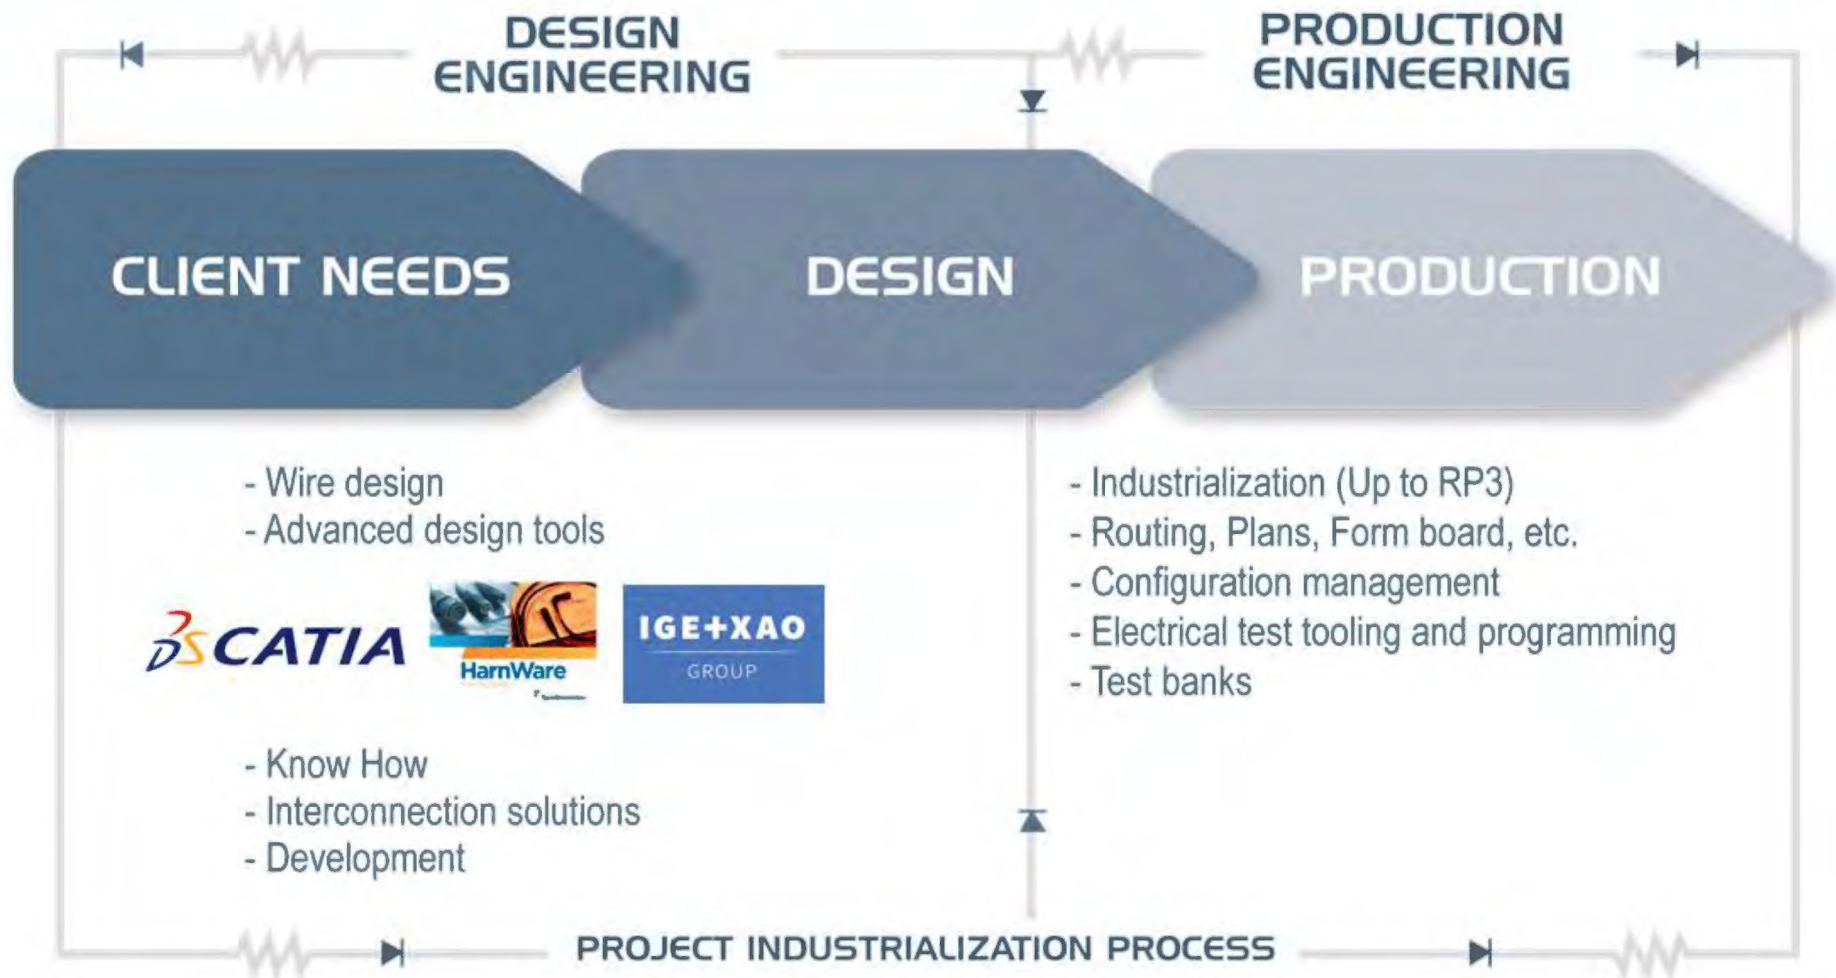 DESIGN
ENGINEERING
PRODUCTION
ENGINEERING
CLIENT NEEDS
DESIGN
PRODUCTION
- Wire design
- Advanced design tools
DS CATIA
HarnWare
IGE+XAO
GROUP
- Know How
- Interconnection solutions
- Development
- Industrialization (Up to RP3)
- Routing, Plans, Form board, etc.
- Configuration management
- Electrical test tooling and programming
- Test banks
PROJECT INDUSTRIALIZATION PROCESS